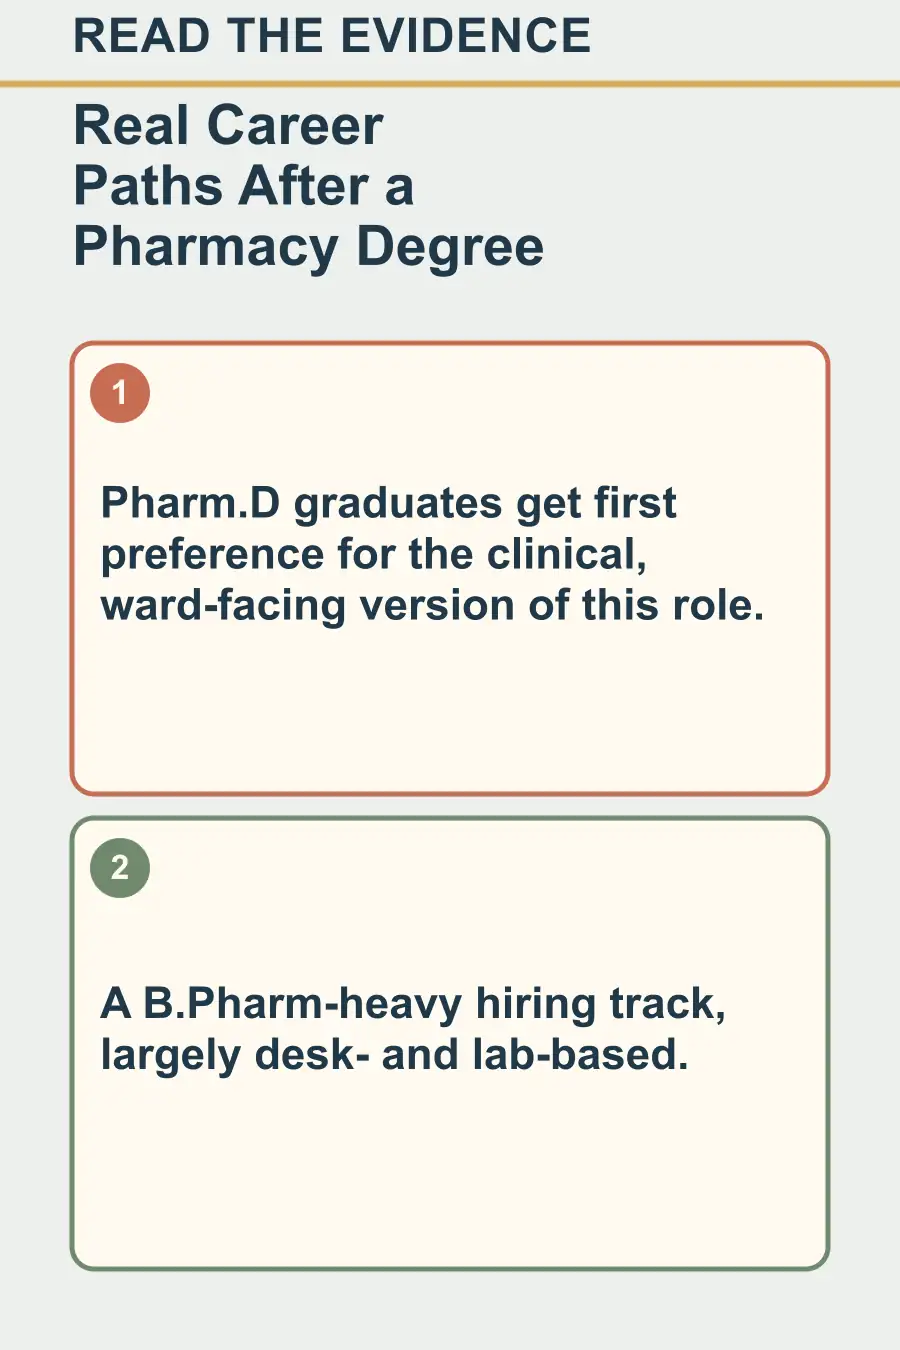 READ THE EVIDENCE
Real Career
Paths After a
Pharmacy Degree
1
Pharm.D graduates get first
preference for the clinical,
ward-facing version of this role.
2
A B.Pharm-heavy hiring track,
largely desk- and lab-based.